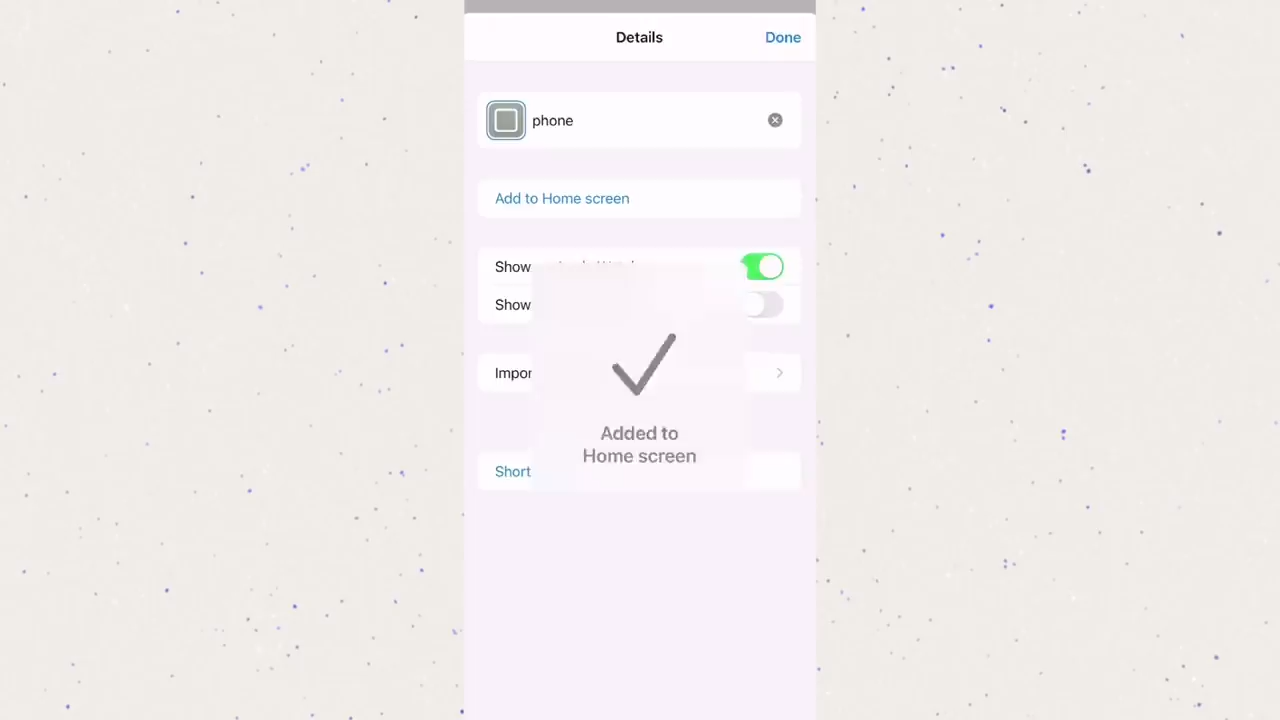 Details
Done
phone
Add to Home screen
Show
Show
Impor
Added to
Home screen
Short